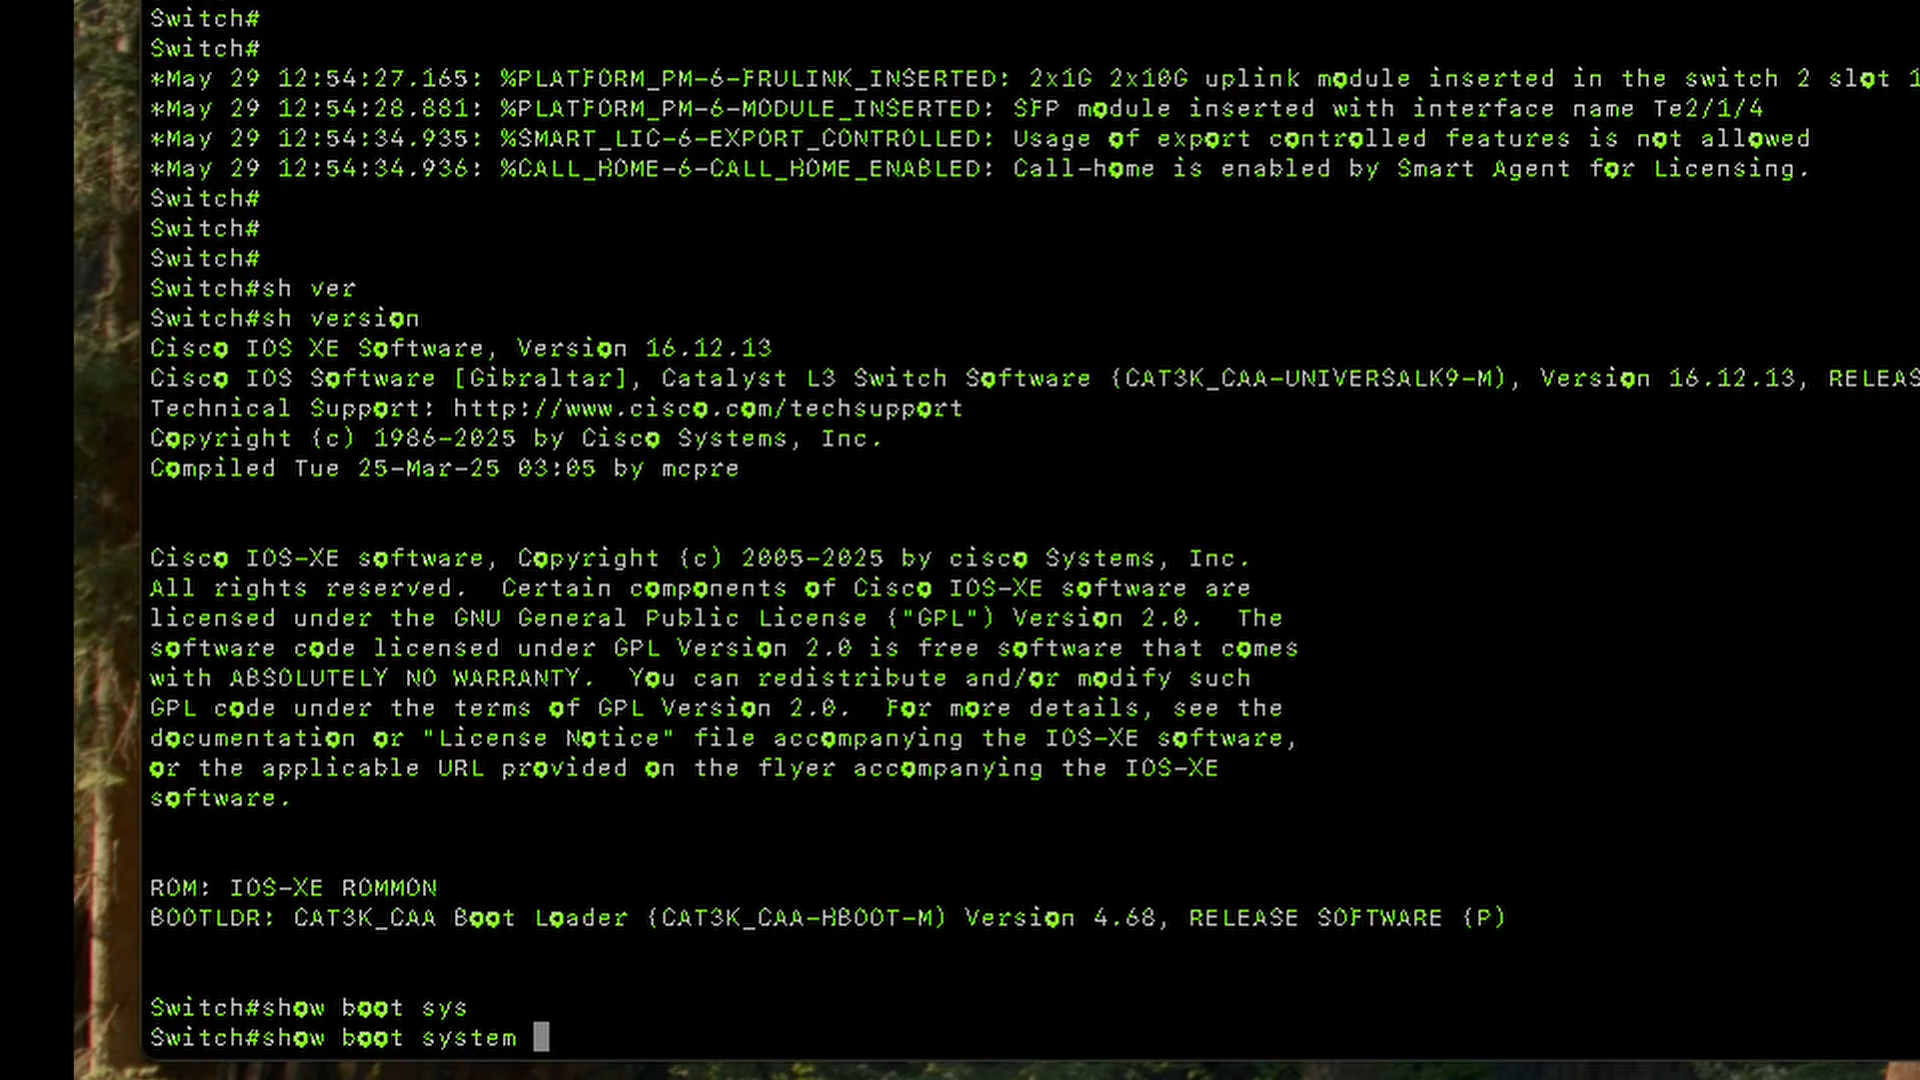 Switch#
Switch#
*May 29 12:54:27.165: %PLATFORM_PM-6-FRULINK_INSERTED: 2x1G 2x10G uplink module inserted in the switch 2 slot 1
*May 29 12:54:28.881: %PLATFORM_PM-6-MODULE_INSERTED: SFP module inserted with interface name Te2/1/4
*May 29 12:54:34.935: %SMART_LIC-6-EXPORT_CONTROLLED: Usage of export controlled features is not allowed
*May 29 12:54:34.936: %CALL_HOME-6-CALL_HOME_ENABLED: Call-home is enabled by Smart Agent for Licensing.
Switch#
Switch#
Switch#
Switch#sh ver
Switch#sh version
Cisco IOS XE Software, Version 16.12.13
Cisco IOS Software [Gibraltar], Catalyst L3 Switch Software (CAT3K_CAA-UNIVERSALK9-M), Version 16.12.13, RELEAS
Technical Support: http://www.cisco.com/techsupport
Copyright (c) 1986-2025 by Cisco Systems, Inc.
Compiled Tue 25-Mar-25 03:05 by mcpre
Cisco IOS-XE software, Copyright (c) 2005-2025 by cisco Systems, Inc.
All rights reserved.  Certain components of Cisco IOS-XE software are
licensed under the GNU General Public License ("GPL") Version 2.0.  The
software code licensed under GPL Version 2.0 is free software that comes
with ABSOLUTELY NO WARRANTY.  You can redistribute and/or modify such
GPL code under the terms of GPL Version 2.0.  For more details, see the
documentation or "License Notice" file accompanying the IOS-XE software,
or the applicable URL provided on the flyer accompanying the IOS-XE
software.
ROM: IOS-XE ROMMON
BOOTLDR: CAT3K_CAA Boot Loader (CAT3K_CAA-HBOOT-M) Version 4.68, RELEASE SOFTWARE (P)
Switch#show boot sys
Switch#show boot system